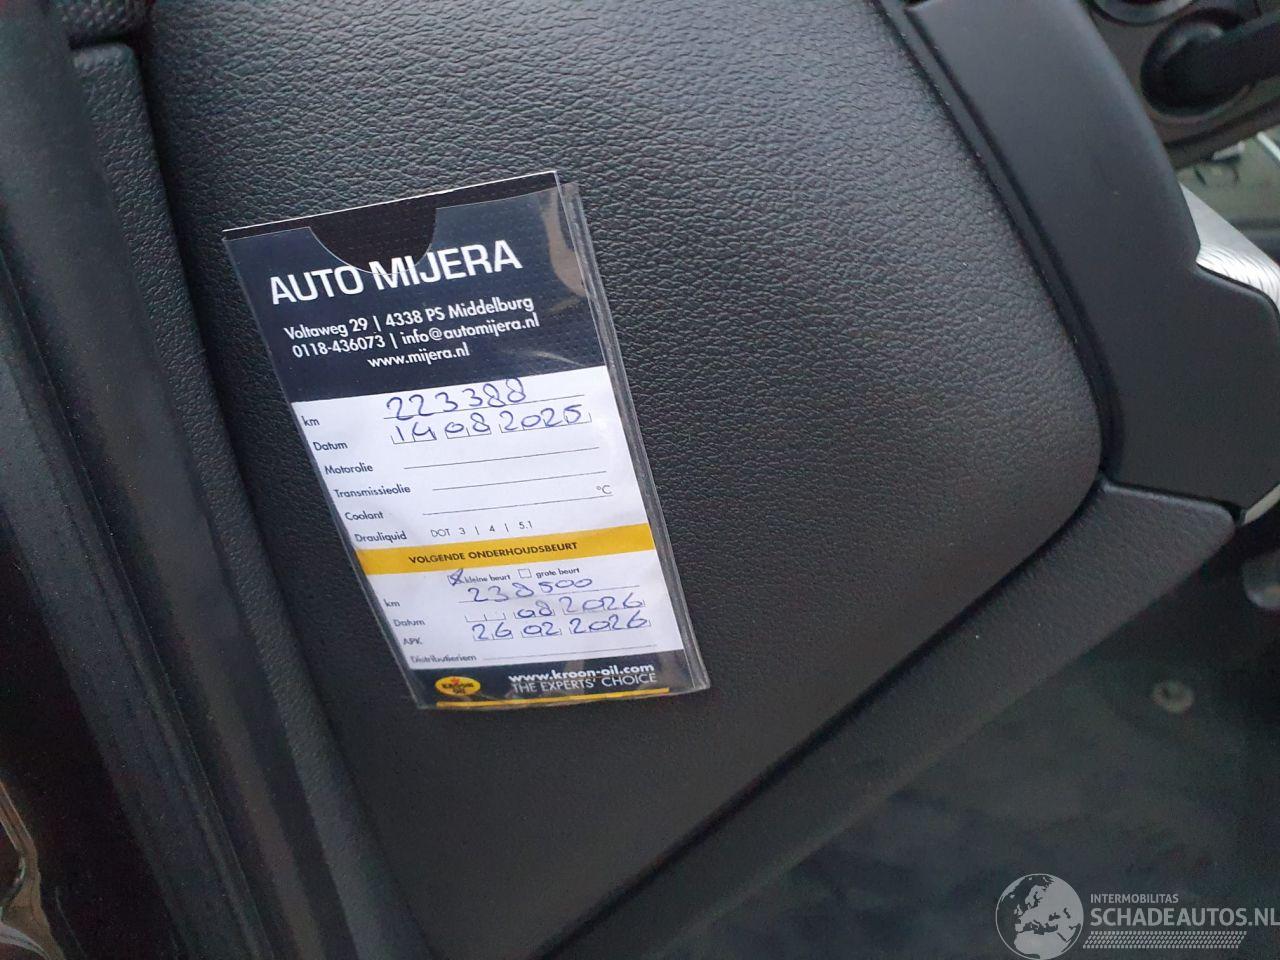 AUTO MIJERA
Voltaweg 29 | 4338 PS Middelburg
0118-436073 | info@automijera.nl
www.mijera.nl
km 223388
Datum 14 08 2025
Motorolie
Transmissieolie
Coolant °C
Drauliquid DOT 3 | 4 | 5.1
VOLGENDE ONDERHOUDSBEURT
kleine beurt grote beurt
km 238500
Datum 08 2026
APK 26 02 2026
Distributieriem
KROON OIL
www.kroon-oil.com
THE EXPERTS' CHOICE
INTERMOBILITAS
SCHADEAUTOS.NL